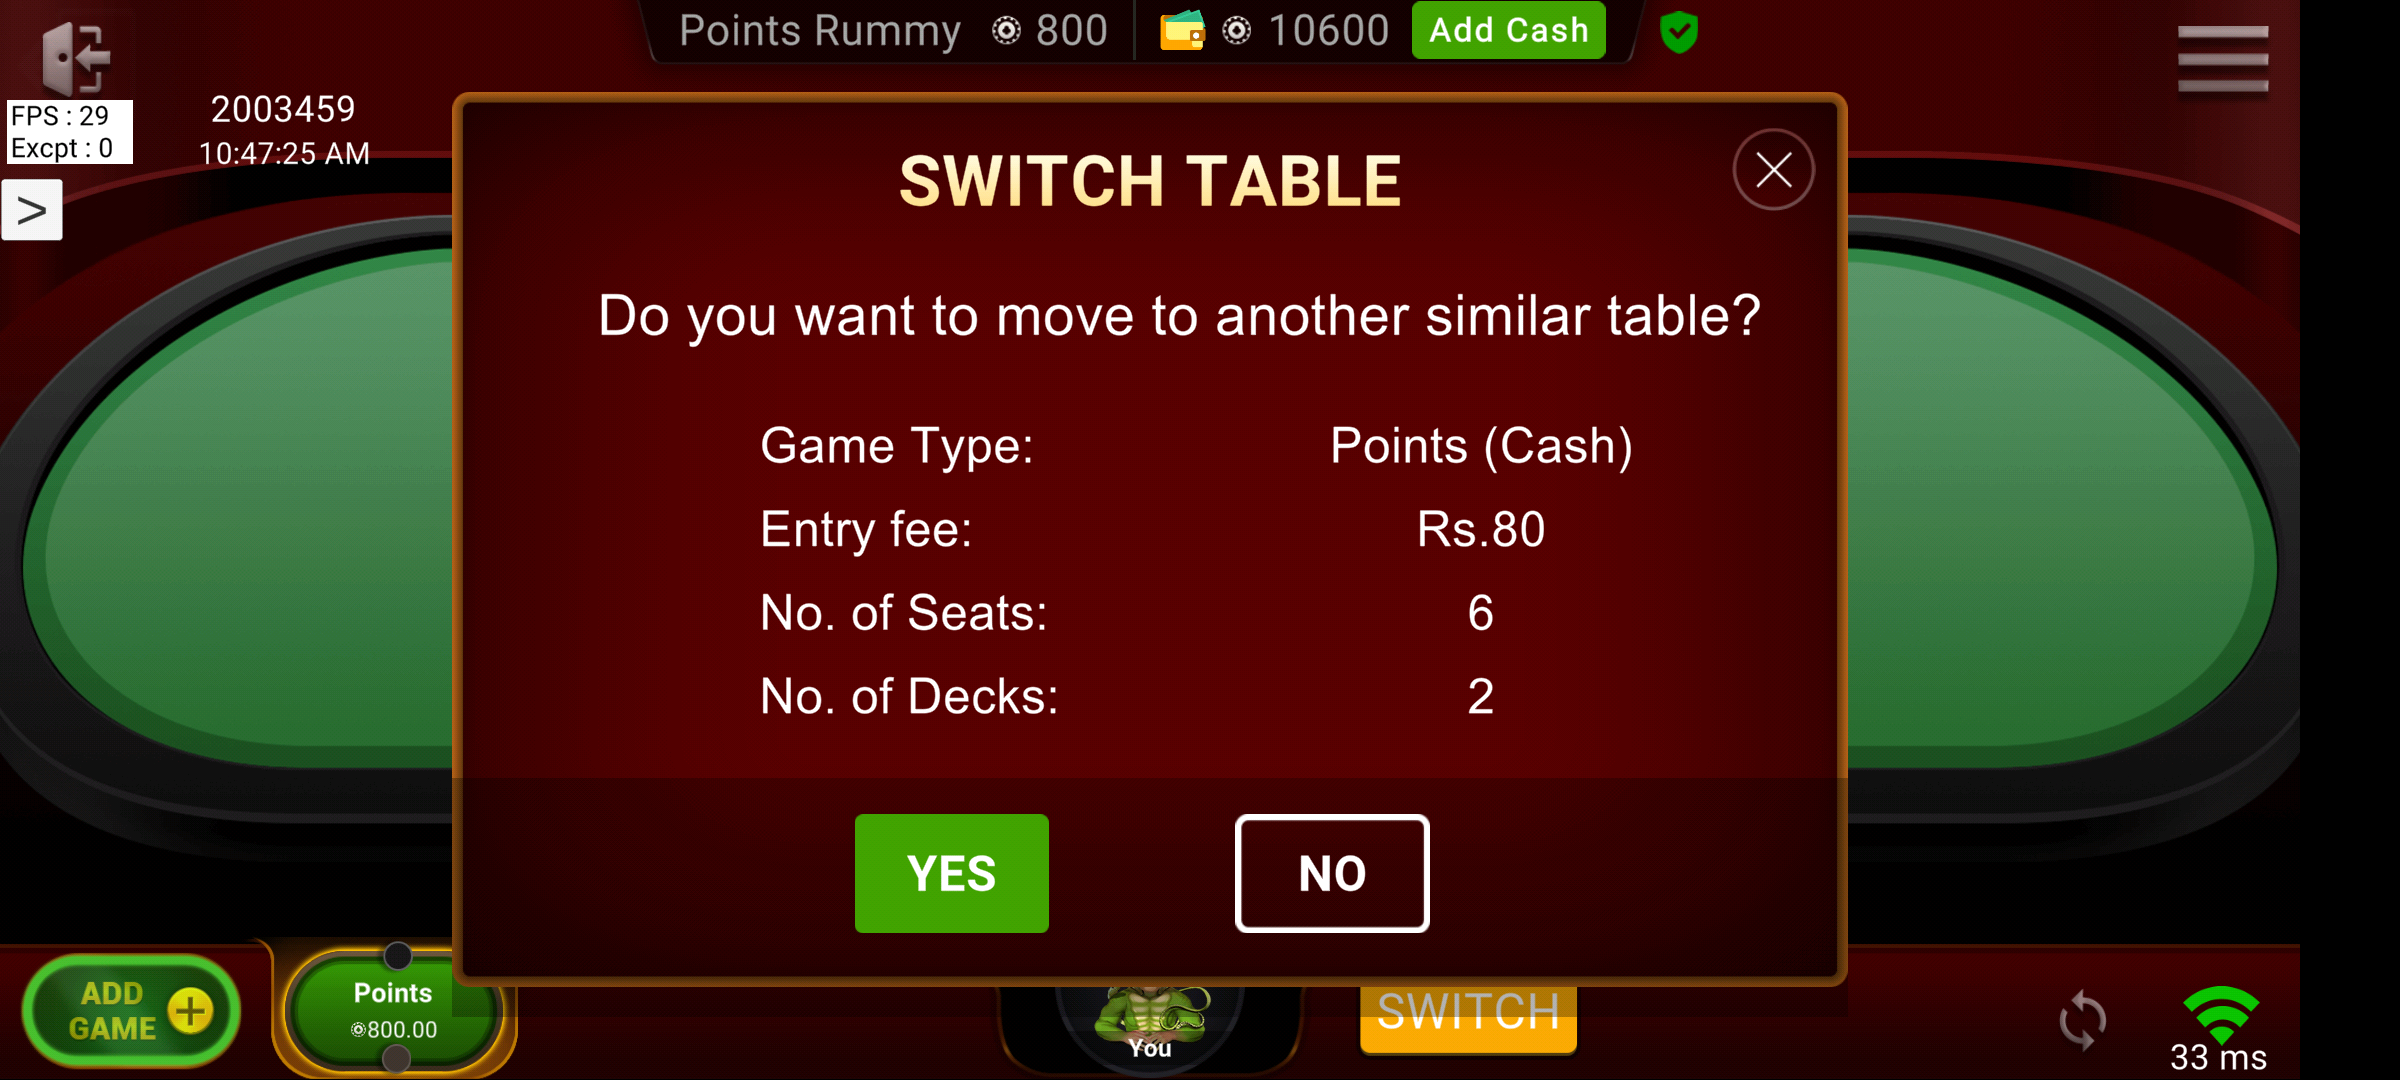 Points Rummy 800 10600 Add Cash
FPS : 29
Excpt : 0
2003459
10:47:25 AM
>
SWITCH TABLE
Do you want to move to another similar table?
Game Type: Points (Cash)
Entry fee: Rs.80
No. of Seats: 6
No. of Decks: 2
YES NO
ADD
GAME
Points
800.00
You
SWITCH
33 ms